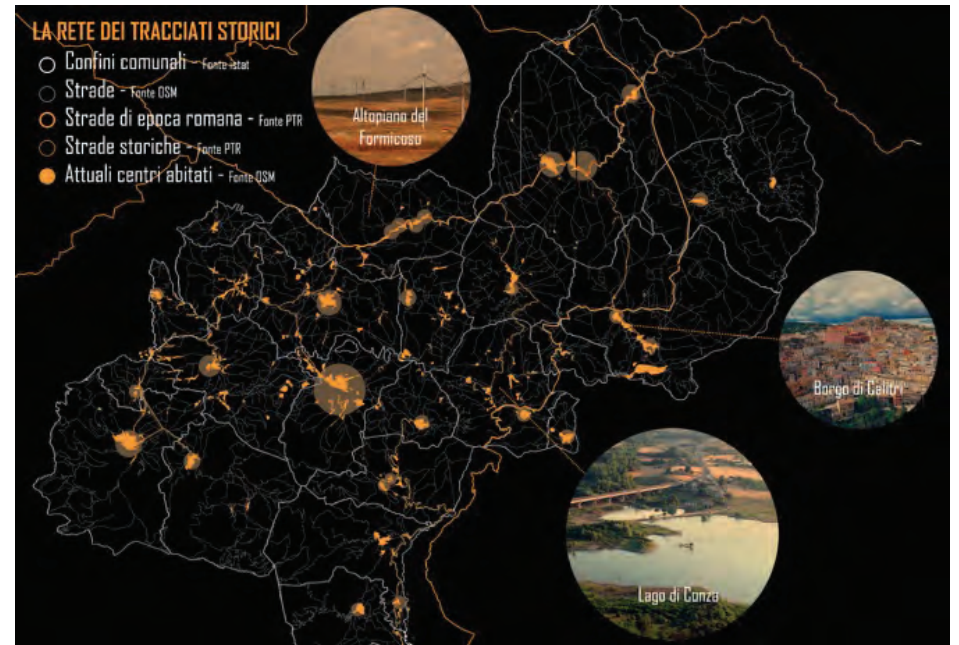 LA RETE DEI TRACCIATI STORICI
Confini comunali - Fonte Istat
Strade - Fonte OSM
Strade di epoca romana - Fonte PTR
Strade storiche - Fonte PTR
Attuali centri abitati - Fonte OSM
Altopiano del
Formicoso
Borgo di Calitri
Lago di Conza